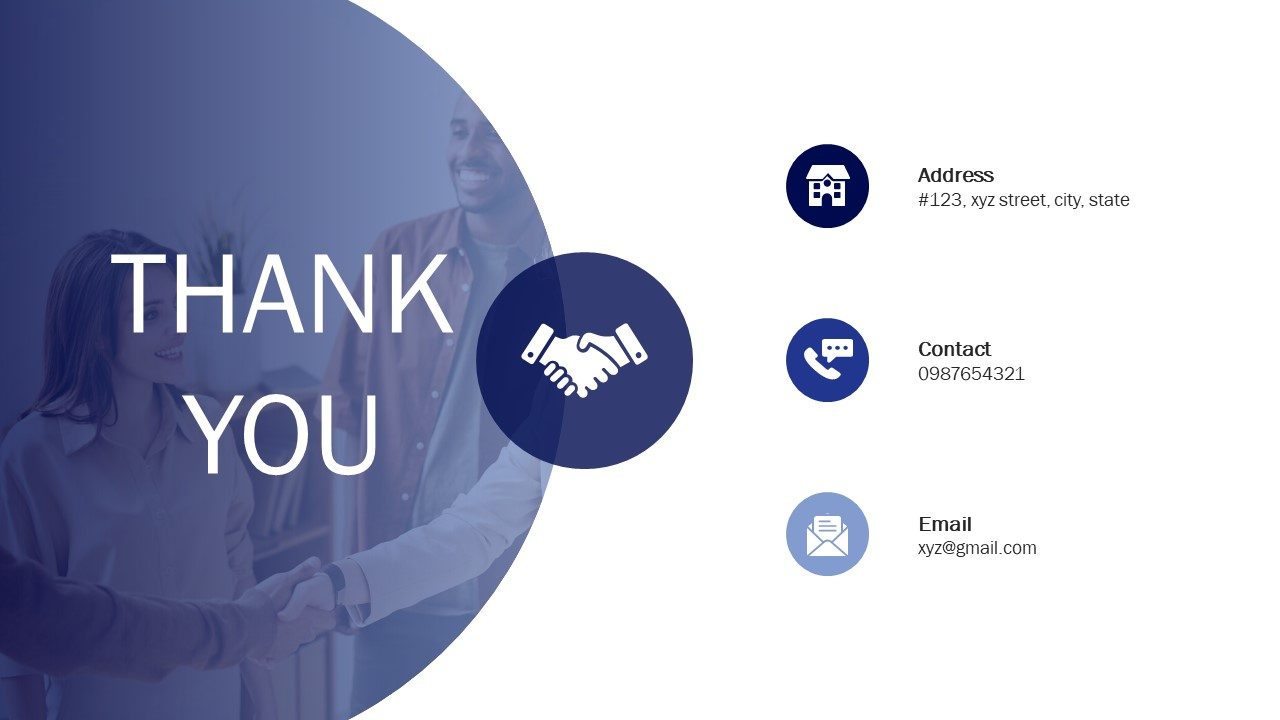 THANK
YOU
Address
#123, xyz street, city, state
Contact
0987654321
Email
xyz@gmail.com